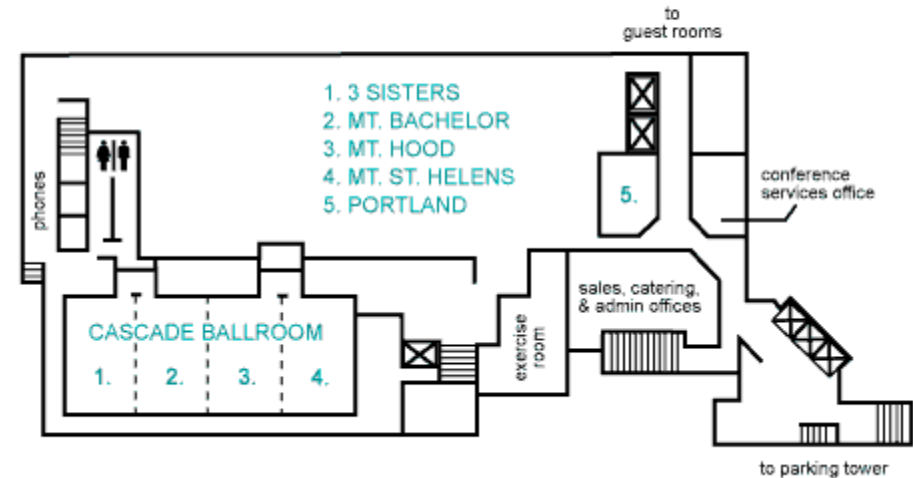 to
guest rooms
1. 3 SISTERS
2. MT. BACHELOR
3. MT. HOOD
4. MT. ST. HELENS
5. PORTLAND
phones
5.
conference
services office
sales, catering,
& admin offices
CASCADE BALLROOM
exercise
room
1.
2.
3.
4.
to parking tower